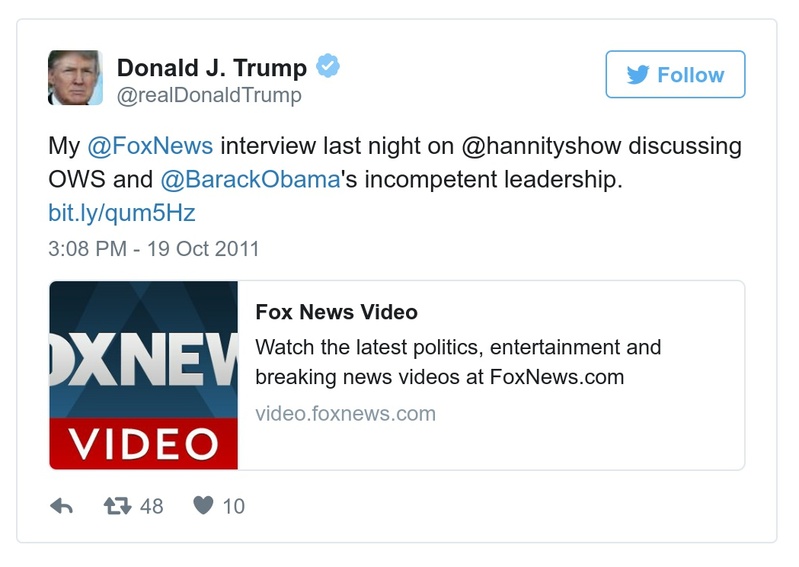 Donald J. Trump
@realDonaldTrump
Follow
My @FoxNews interview last night on @hannityshow discussing
OWS and @BarackObama's incompetent leadership.
bit.ly/qum5Hz
3:08 PM - 19 Oct 2011
OXNEW
VIDEO
Fox News Video
Watch the latest politics, entertainment and
breaking news videos at FoxNews.com
video.foxnews.com
48
10